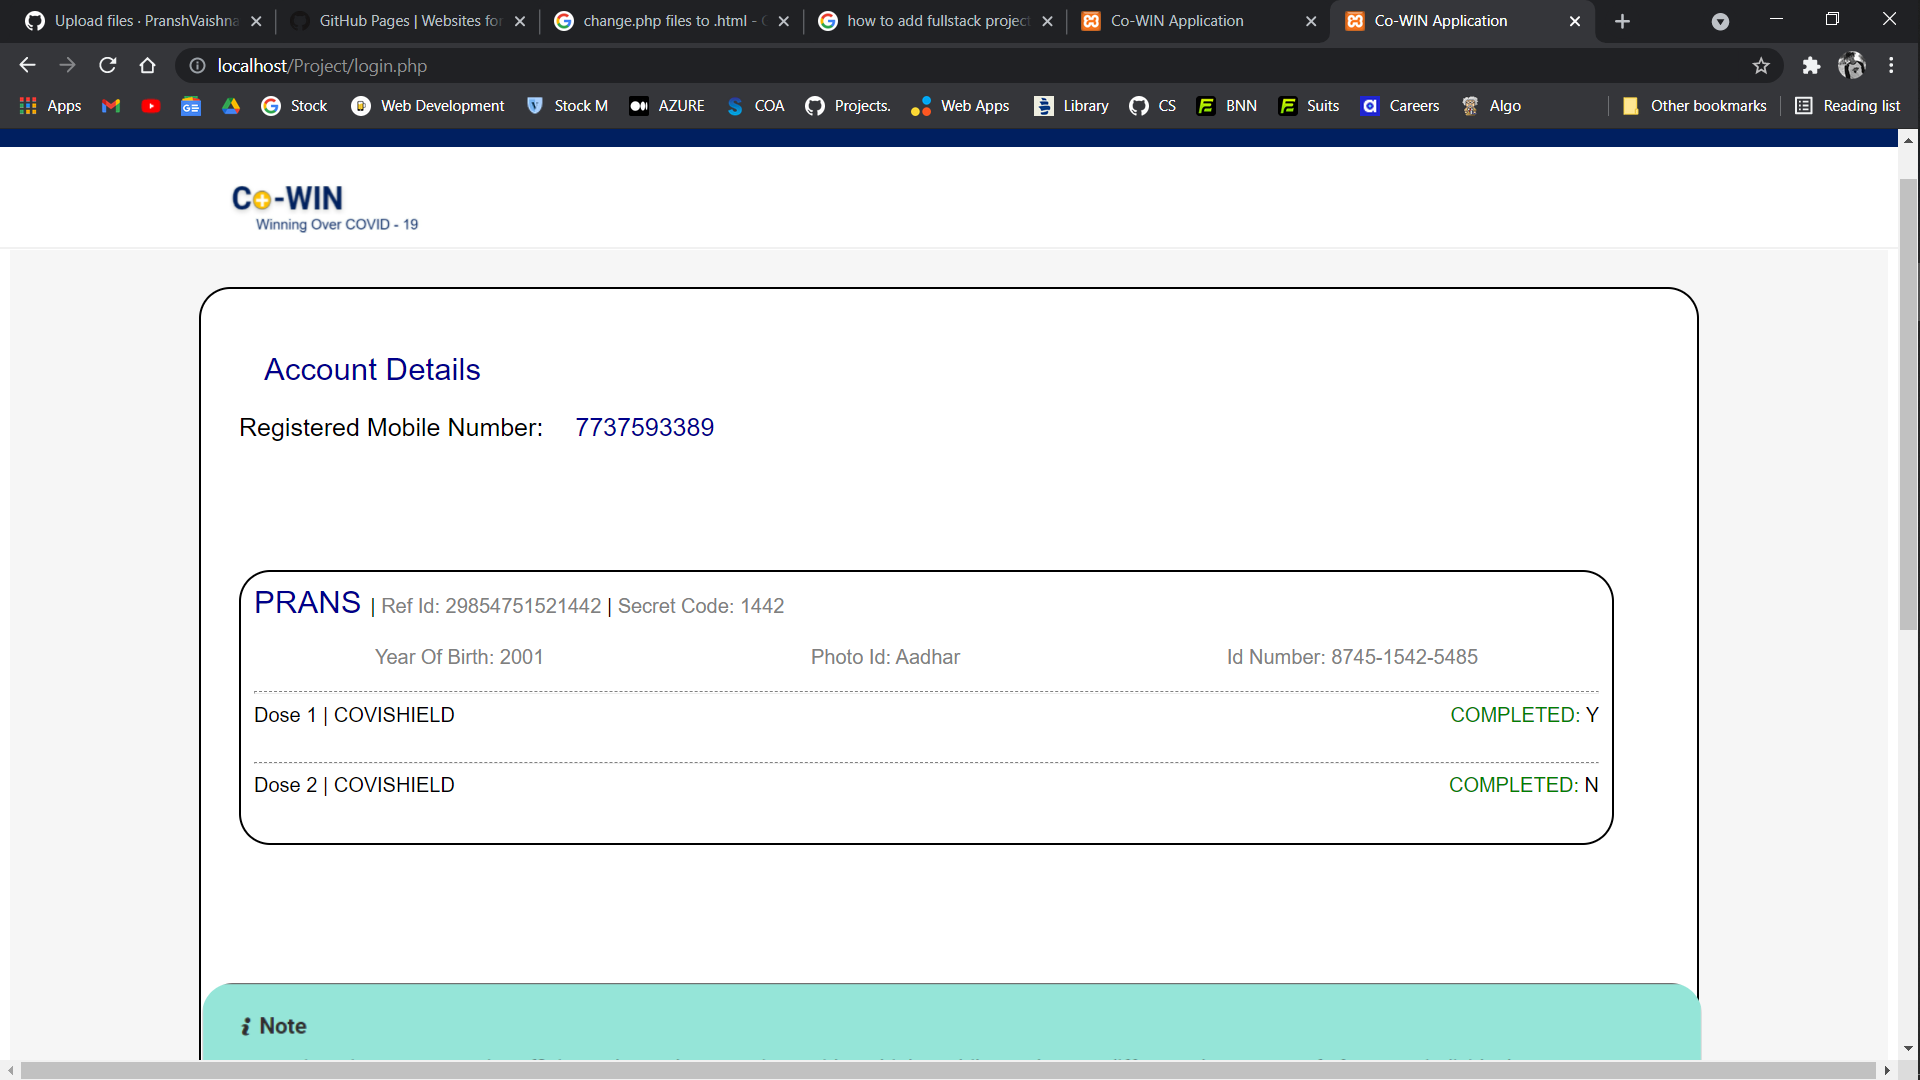 Upload files · PranshVaishna
GitHub Pages | Websites for
change.php files to .html - G
how to add fullstack project
Co-WIN Application
Co-WIN Application
localhost/Project/login.php
Apps
Stock
Web Development
Stock M
AZURE
COA
Projects.
Web Apps
Library
CS
BNN
Suits
Careers
Algo
Other bookmarks
Reading list
Co-WIN
Winning Over COVID - 19
Account Details
Registered Mobile Number: 7737593389
PRANS | Ref Id: 29854751521442 | Secret Code: 1442
Year Of Birth: 2001 Photo Id: Aadhar Id Number: 8745-1542-5485
Dose 1 | COVISHIELD COMPLETED: Y
Dose 2 | COVISHIELD COMPLETED: N
i Note